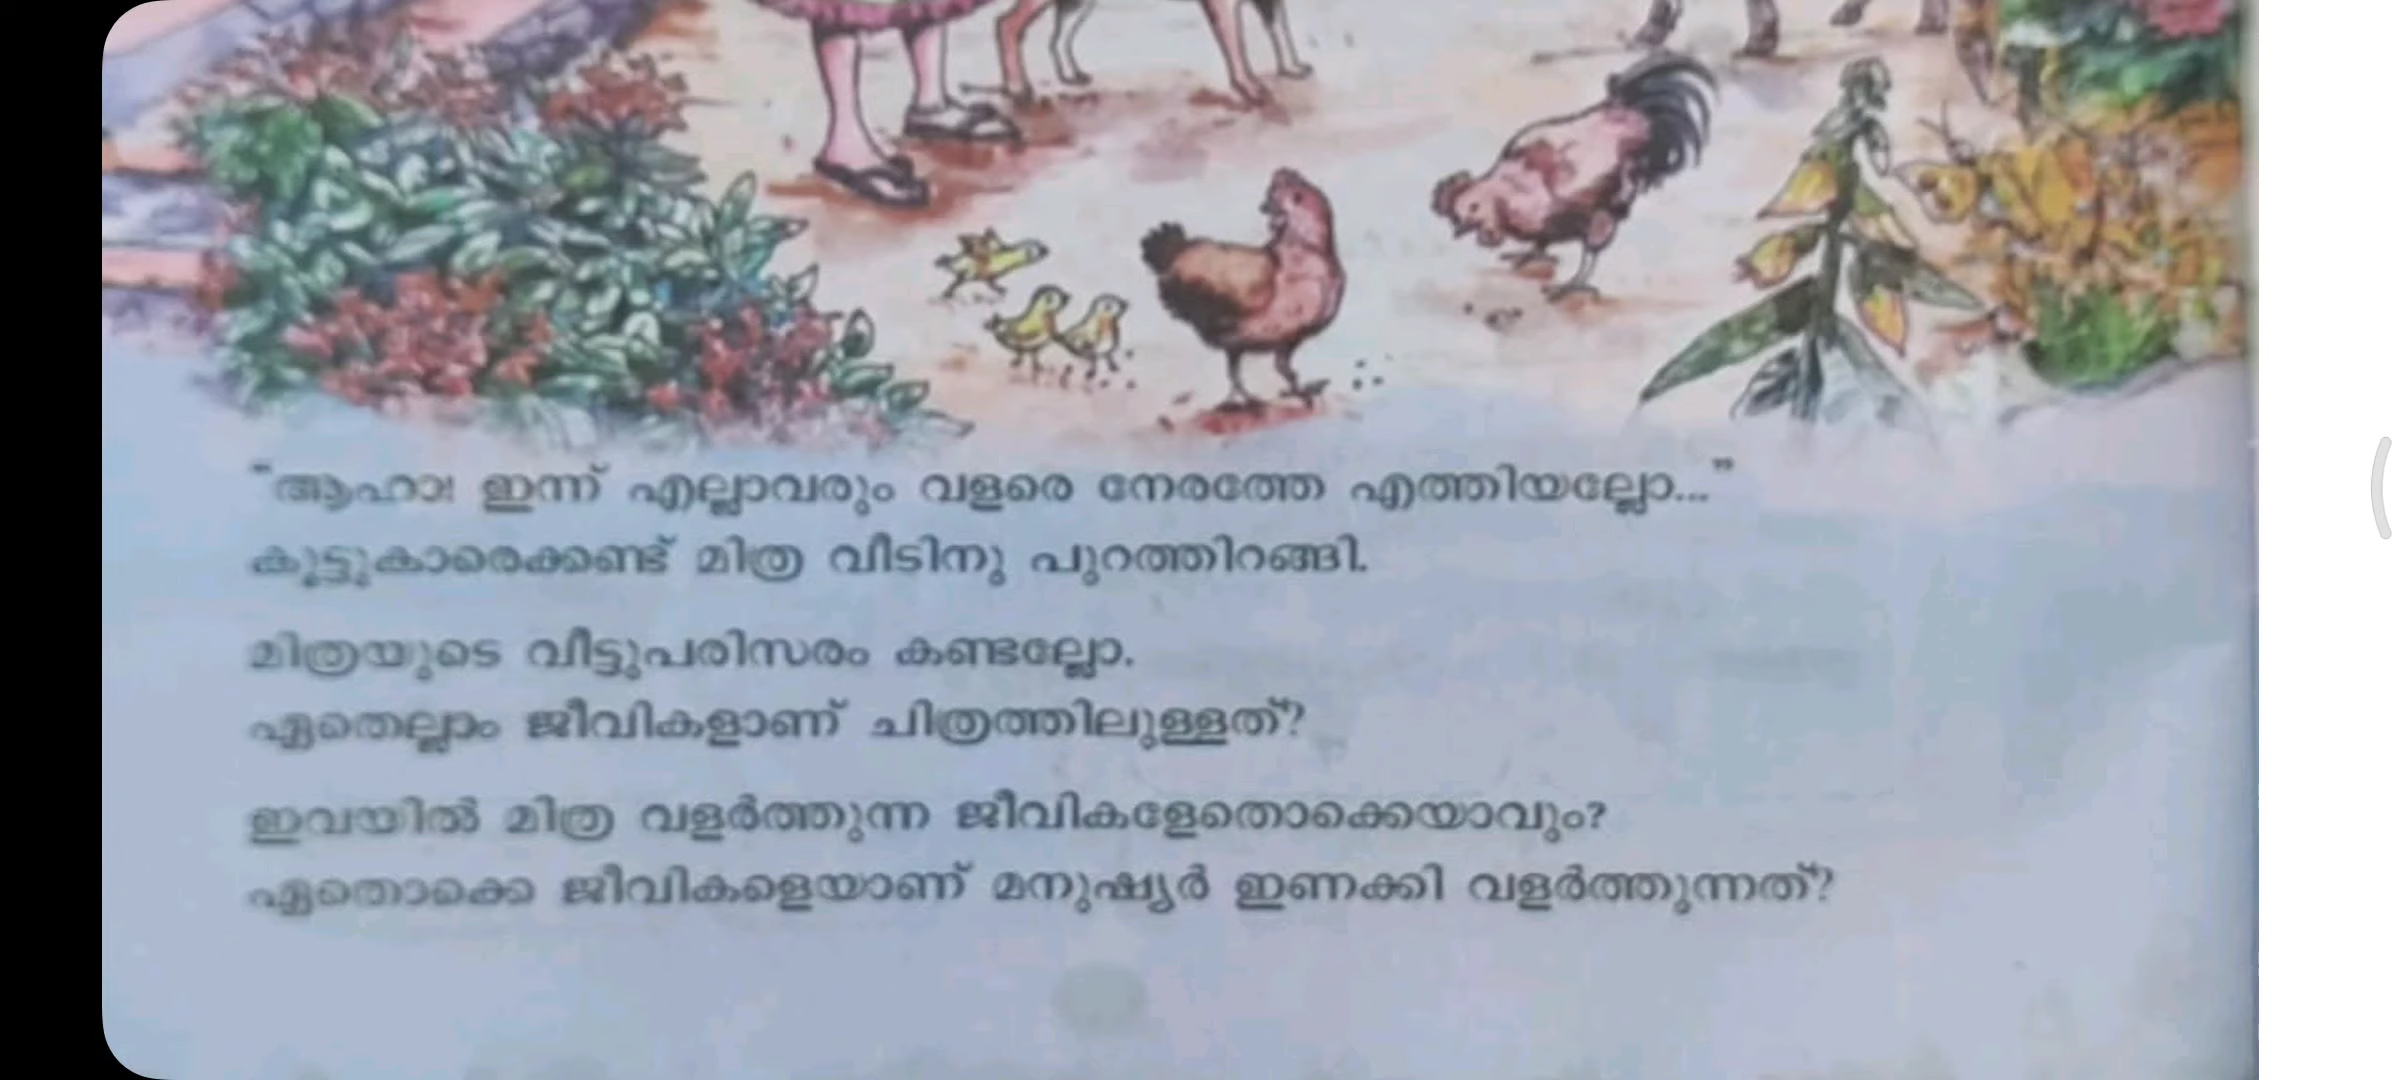 "ആഹാ! ഇന്ന് എല്ലാവരും വളരെ നേരത്തേ എത്തിയല്ലോ..."
കൂട്ടുകാരെക്കണ്ട് മിത്ര വീടിനു പുറത്തിറങ്ങി.
മിത്രയുടെ വീട്ടുപരിസരം കണ്ടല്ലോ.
ഏതെല്ലാം ജീവികളാണ് ചിത്രത്തിലുള്ളത്?
ഇവയിൽ മിത്ര വളർത്തുന്ന ജീവികളേതൊക്കെയാവും?
ഏതൊക്കെ ജീവികളെയാണ് മനുഷ്യർ ഇണക്കി വളർത്തുന്നത്?